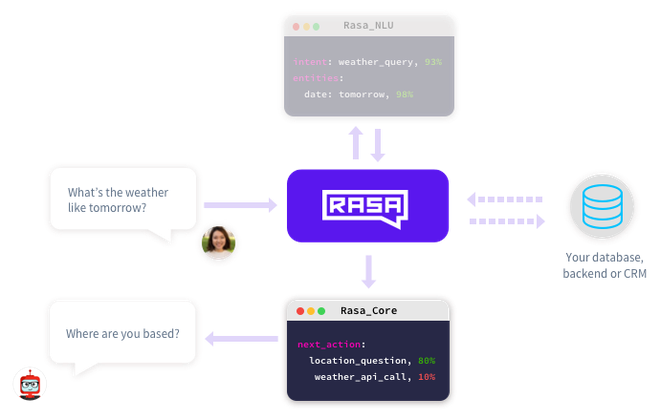 Rasa_NLU
intent: weather_query, 93%
entities:
date: tomorrow, 98%
What's the weather
like tomorrow?
RASA
Your database,
backend or CRM
Rasa_Core
Where are you based?
next_action:
location_question, 80%
weather_api_call, 10%